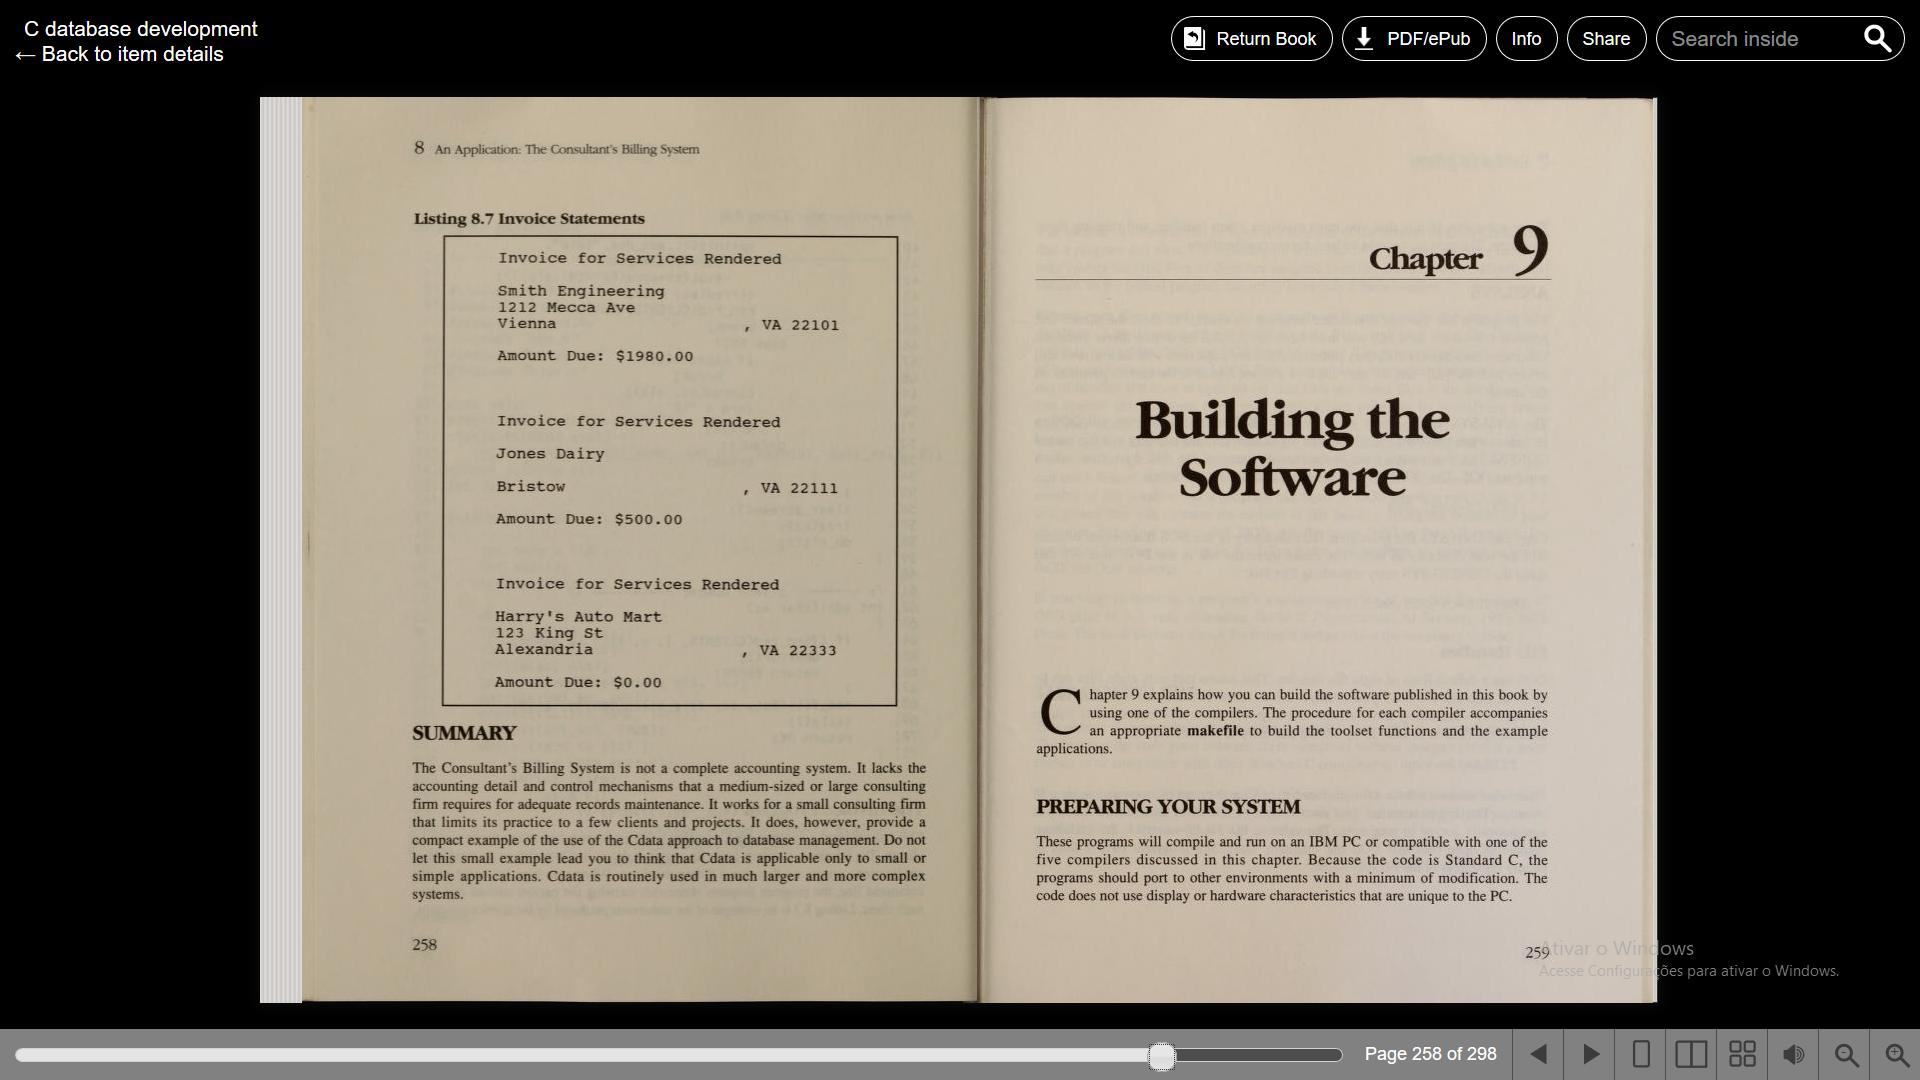 C database development
← Back to item details
Return Book
PDF/ePub
Info
Share
Search inside
8 An Application: The Consultant's Billing System
Listing 8.7 Invoice Statements
Invoice for Services Rendered
Smith Engineering
1212 Mecca Ave
Vienna , VA 22101
Amount Due: $1980.00
Invoice for Services Rendered
Jones Dairy
Bristow , VA 22111
Amount Due: $500.00
Invoice for Services Rendered
Harry's Auto Mart
123 King St
Alexandria , VA 22333
Amount Due: $0.00
SUMMARY
The Consultant's Billing System is not a complete accounting system. It lacks the
accounting detail and control mechanisms that a medium-sized or large consulting
firm requires for adequate records maintenance. It works for a small consulting firm
that limits its practice to a few clients and projects. It does, however, provide a
compact example of the use of the Cdata approach to database management. Do not
let this small example lead you to think that Cdata is applicable only to small or
simple applications. Cdata is routinely used in much larger and more complex
systems.
258
Chapter 9
Building the
Software
Chapter 9 explains how you can build the software published in this book by
using one of the compilers. The procedure for each compiler accompanies
an appropriate makefile to build the toolset functions and the example
applications.
PREPARING YOUR SYSTEM
These programs will compile and run on an IBM PC or compatible with one of the
five compilers discussed in this chapter. Because the code is Standard C, the
programs should port to other environments with a minimum of modification. The
code does not use display or hardware characteristics that are unique to the PC.
259
Ativar o Windows
Acesse Configurações para ativar o Windows.
Page 258 of 298